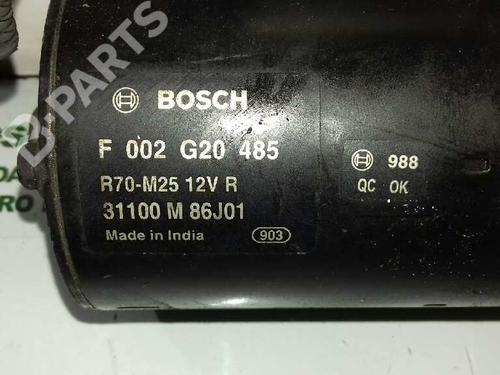 BOSCH
F 002 G20 485
R70-M25 12V R
31100 M 86J01
Made in India 903
988
QC OK
B-PARTS